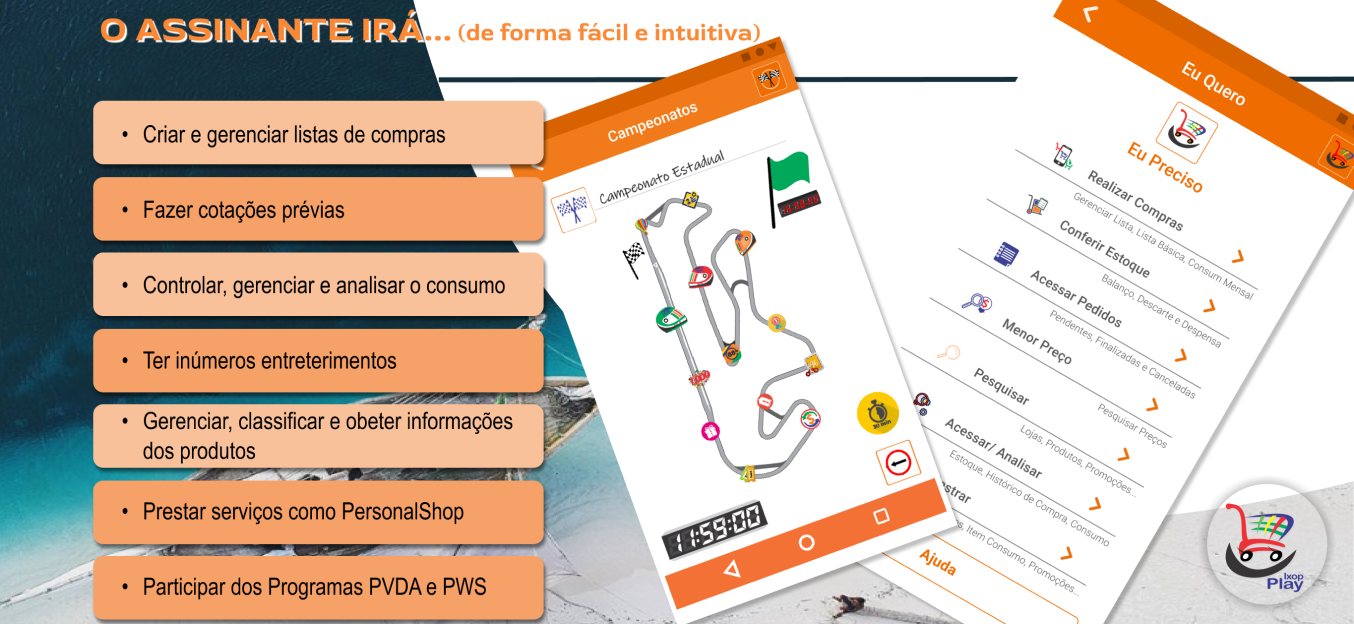 O ASSINANTE IRÁ... (de forma fácil e intuitiva)
• Criar e gerenciar listas de compras
• Fazer cotações prévias
• Controlar, gerenciar e analisar o consumo
• Ter inúmeros entreterimentos
• Gerenciar, classificar e obeter informações
dos produtos
• Prestar serviços como PersonalShop
• Participar dos Programas PVDA e PWS
Campeonatos
Campeonato Estadual
30 min
11:59:00
Eu Quero
Eu Preciso
Realizar Compras
Gerenciar Lista, Lista Básica, Consum Mensal
Conferir Estoque
Balanço, Descarte e Despensa
Acessar Pedidos
Pendentes, Finalizadas e Canceladas
Menor Preço
Pesquisar Preços
Pesquisar
Lojas, Produtos, Promoções...
Acessar/ Analisar
Estoque, Histórico de Compra, Consumo
strar
s, Item Consumo, Promoções...
Ajuda
Ixop
Play